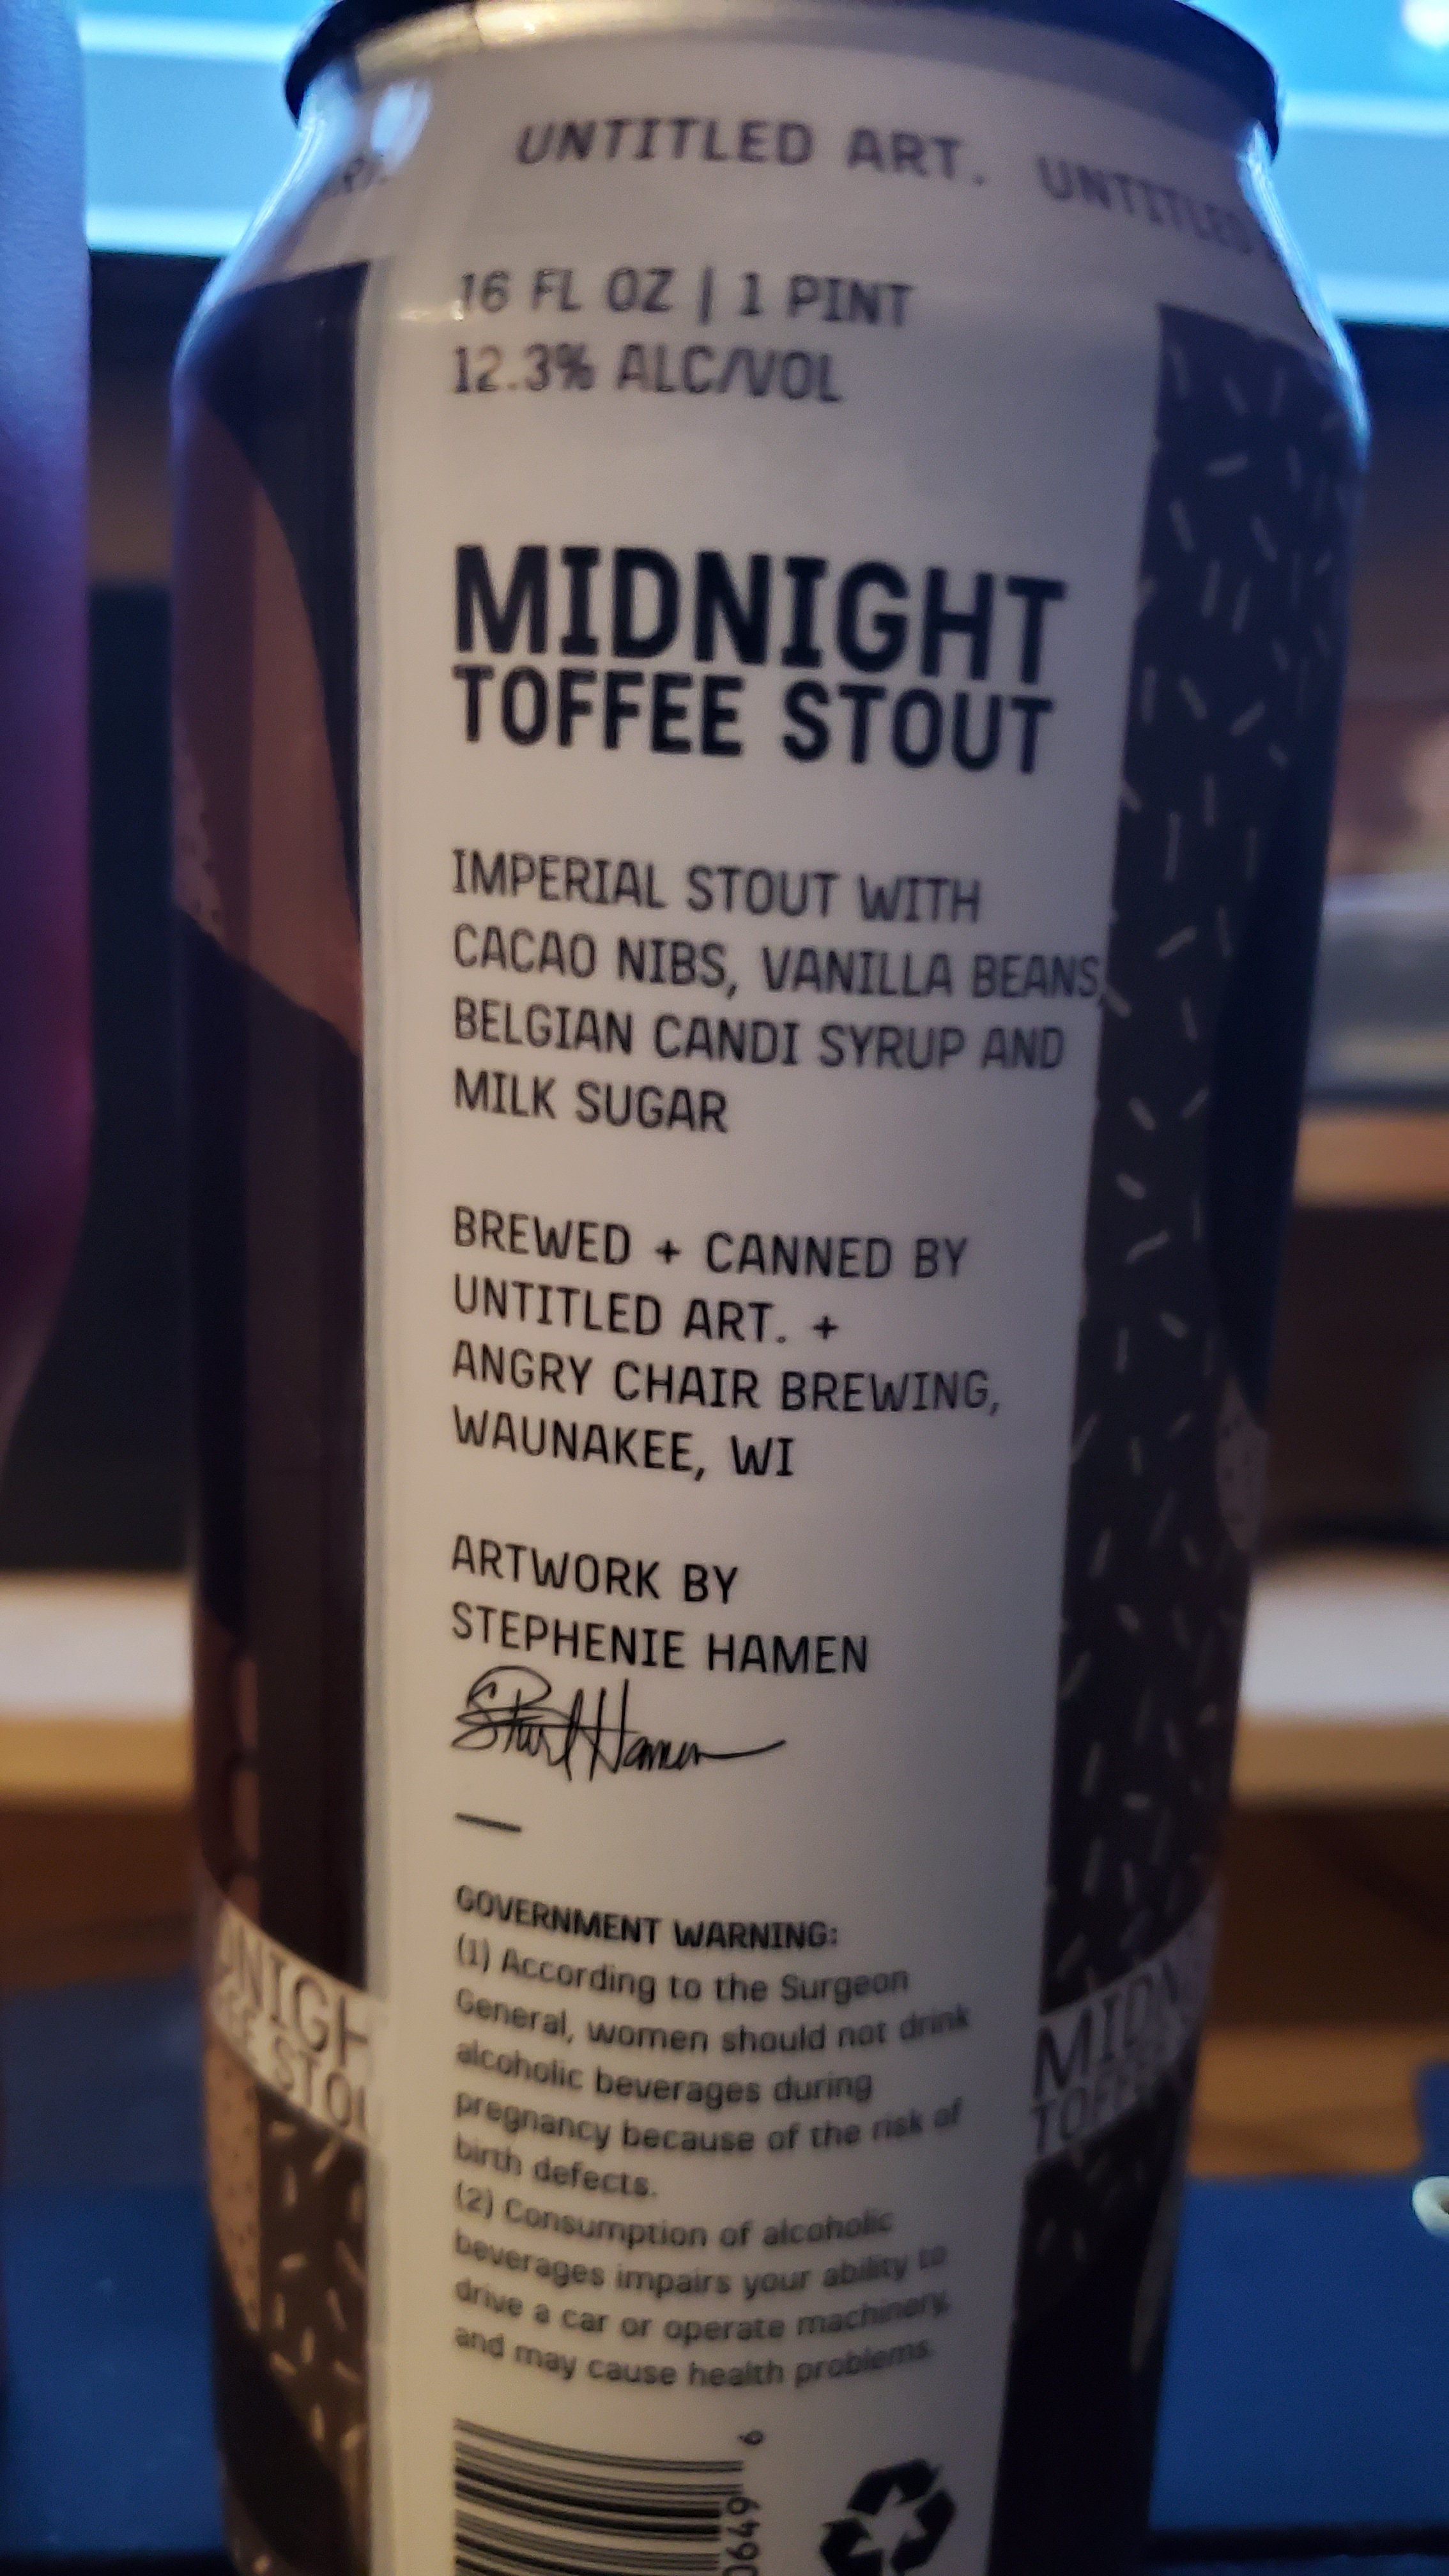 UNTITLED ART. UNTITLED
16 FL OZ | 1 PINT
12.3% ALC/VOL
MIDNIGHT
TOFFEE STOUT
IMPERIAL STOUT WITH
CACAO NIBS, VANILLA BEANS,
BELGIAN CANDI SYRUP AND
MILK SUGAR
BREWED + CANNED BY
UNTITLED ART. +
ANGRY CHAIR BREWING,
WAUNAKEE, WI
ARTWORK BY
STEPHENIE HAMEN
GOVERNMENT WARNING:
(1) According to the Surgeon
General, women should not drink
alcoholic beverages during
pregnancy because of the risk of
birth defects.
(2) Consumption of alcoholic
beverages impairs your ability to
drive a car or operate machinery,
and may cause health problems.